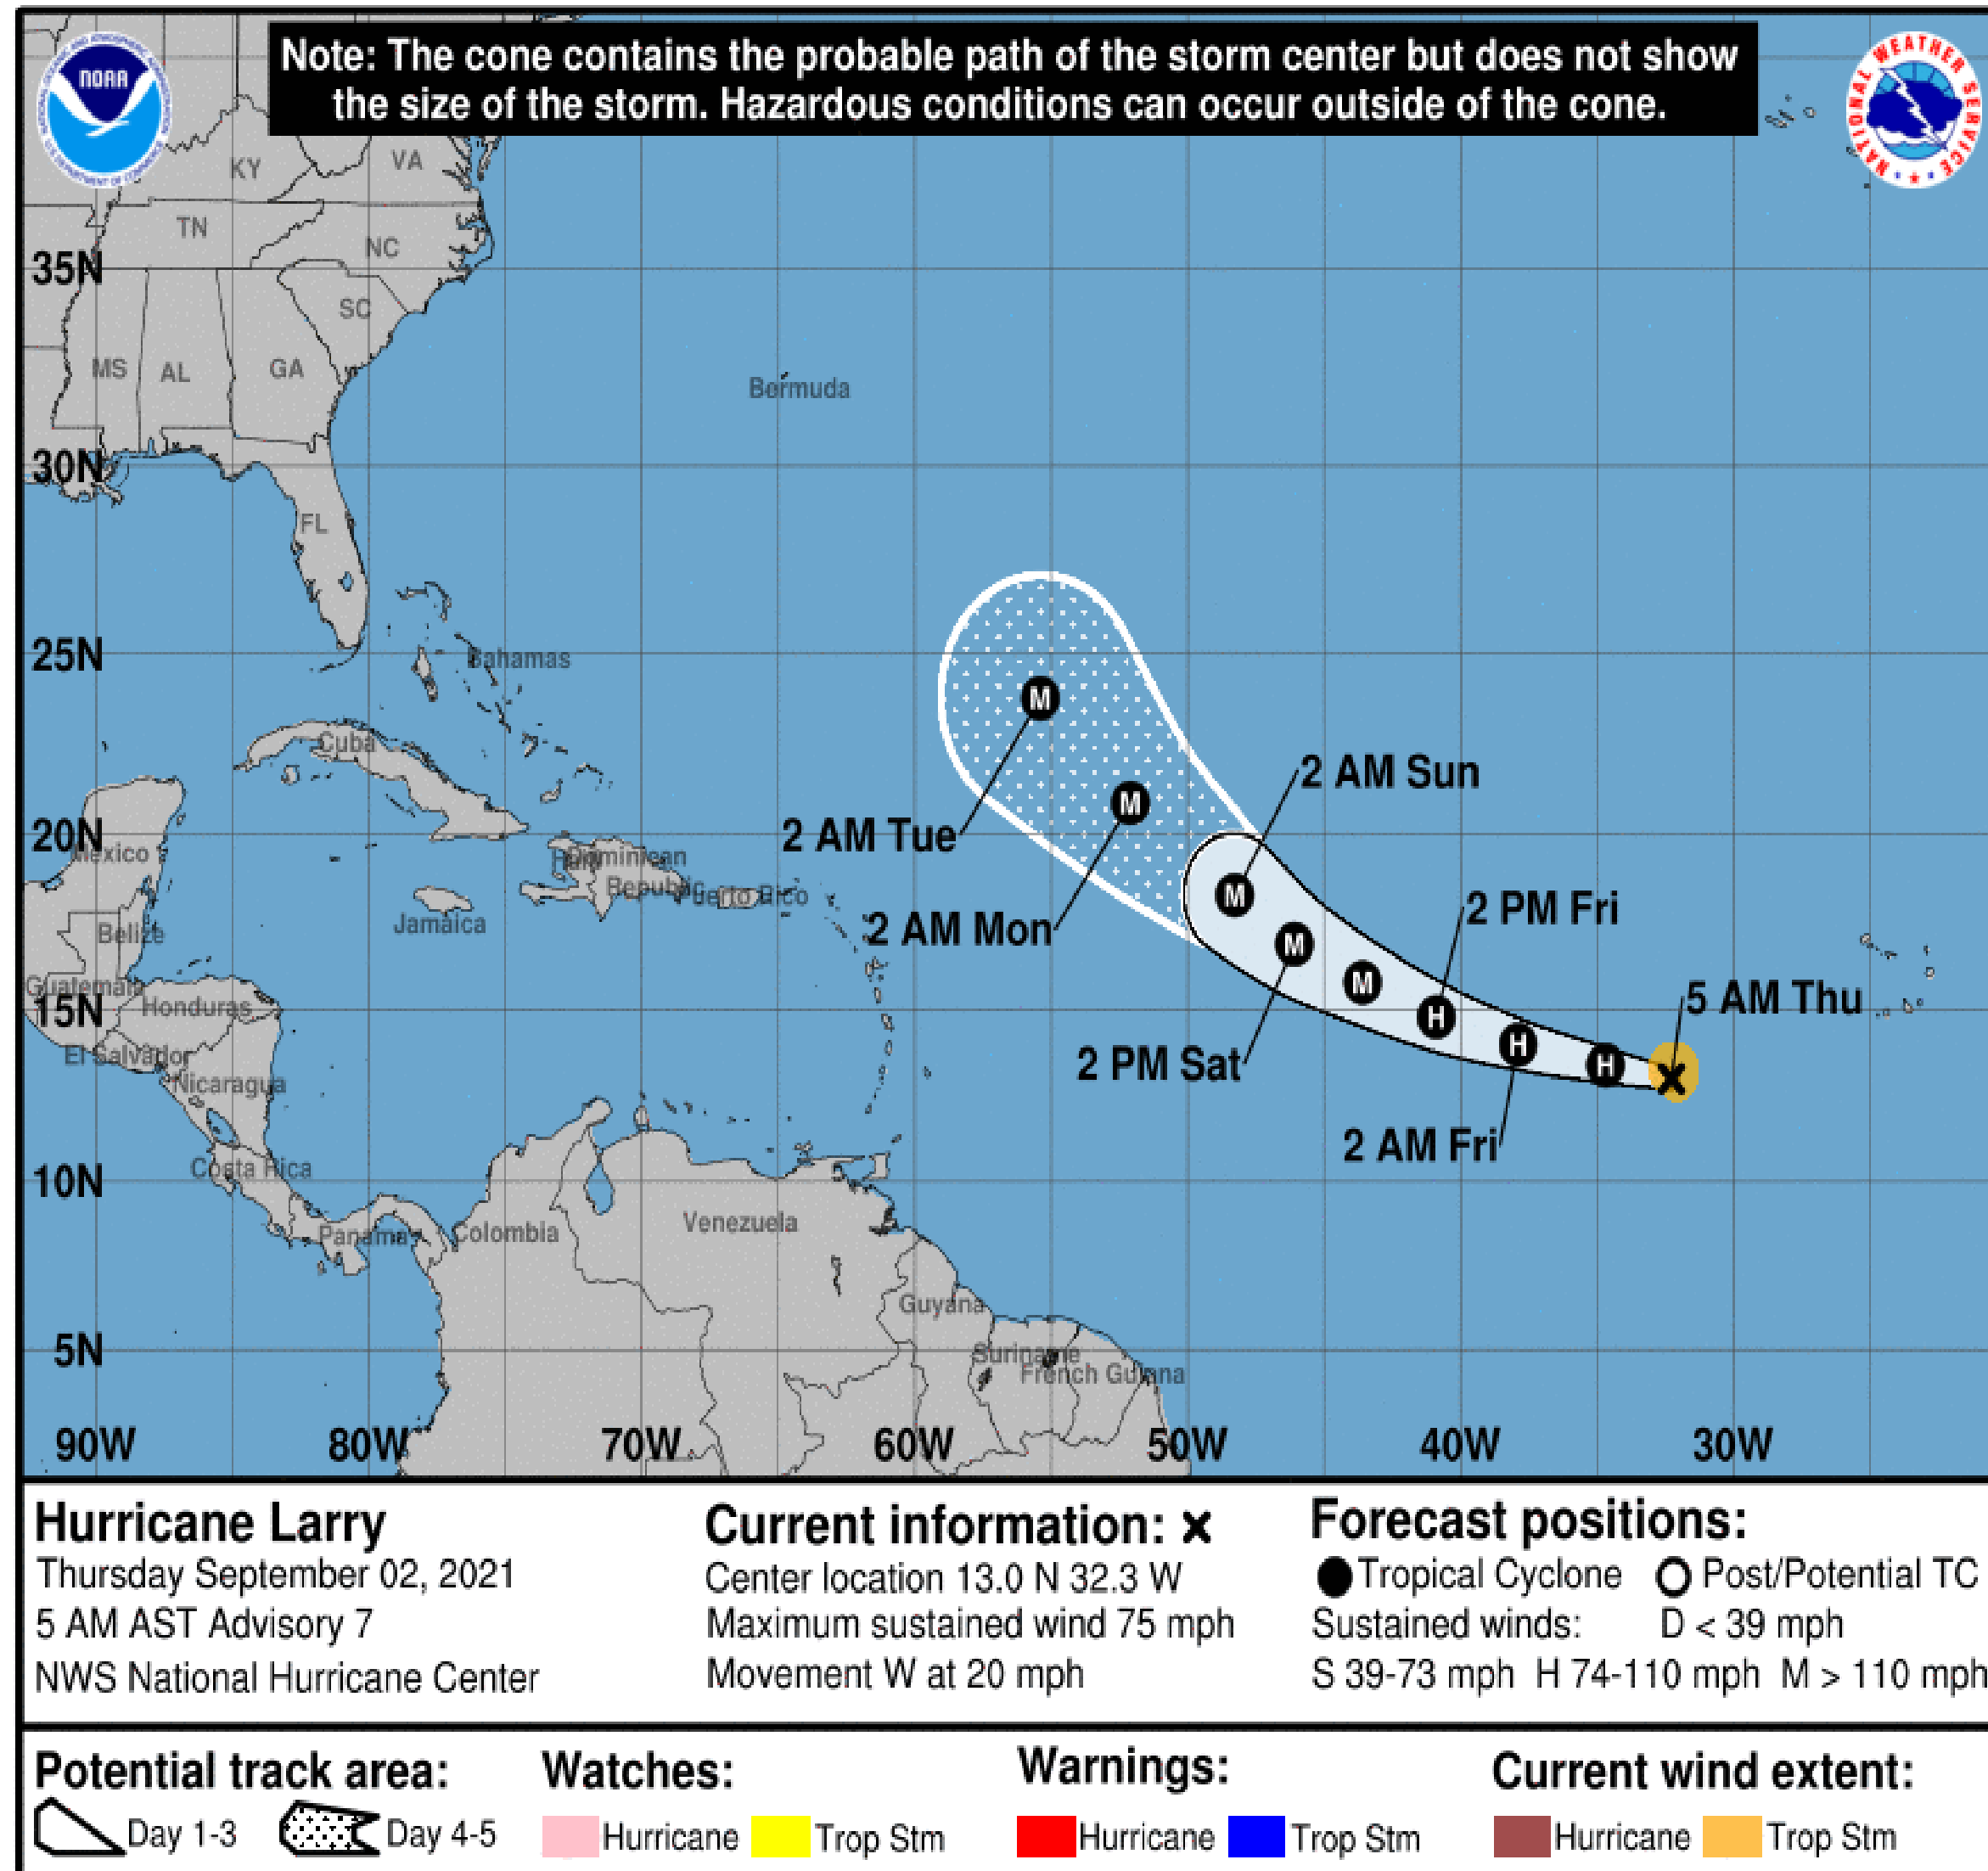 Note: The cone contains the probable path of the storm center but does not show
the size of the storm. Hazardous conditions can occur outside of the cone.
NOAA
NATIONAL WEATHER SERVICE
KY
VA
TN
NC
35N
SC
MS
AL
GA
Bermuda
30N
FL
25N
Bahamas
Cuba
2 AM Sun
20N
2 AM Tue
Mexico
Haiti
Dominican
Republic
Puerto Rico
2 PM Fri
Jamaica
2 AM Mon
Belize
Guatemala
15N
Honduras
5 AM Thu
El Salvador
2 PM Sat
Nicaragua
2 AM Fri
10N
Costa Rica
Panama
Colombia
Venezuela
Guyana
5N
Suriname
French Guiana
M
M
M
M
M
H
H
H
90W 80W 70W 60W 50W 40W 30W
Hurricane Larry
Thursday September 02, 2021
5 AM AST Advisory 7
NWS National Hurricane Center
Current information: x
Center location 13.0 N 32.3 W
Maximum sustained wind 75 mph
Movement W at 20 mph
Forecast positions:
Tropical Cyclone Post/Potential TC
Sustained winds: D < 39 mph
S 39-73 mph H 74-110 mph M > 110 mph
Potential track area:
Day 1-3 Day 4-5
Watches:
Hurricane Trop Stm
Warnings:
Hurricane Trop Stm
Current wind extent:
Hurricane Trop Stm